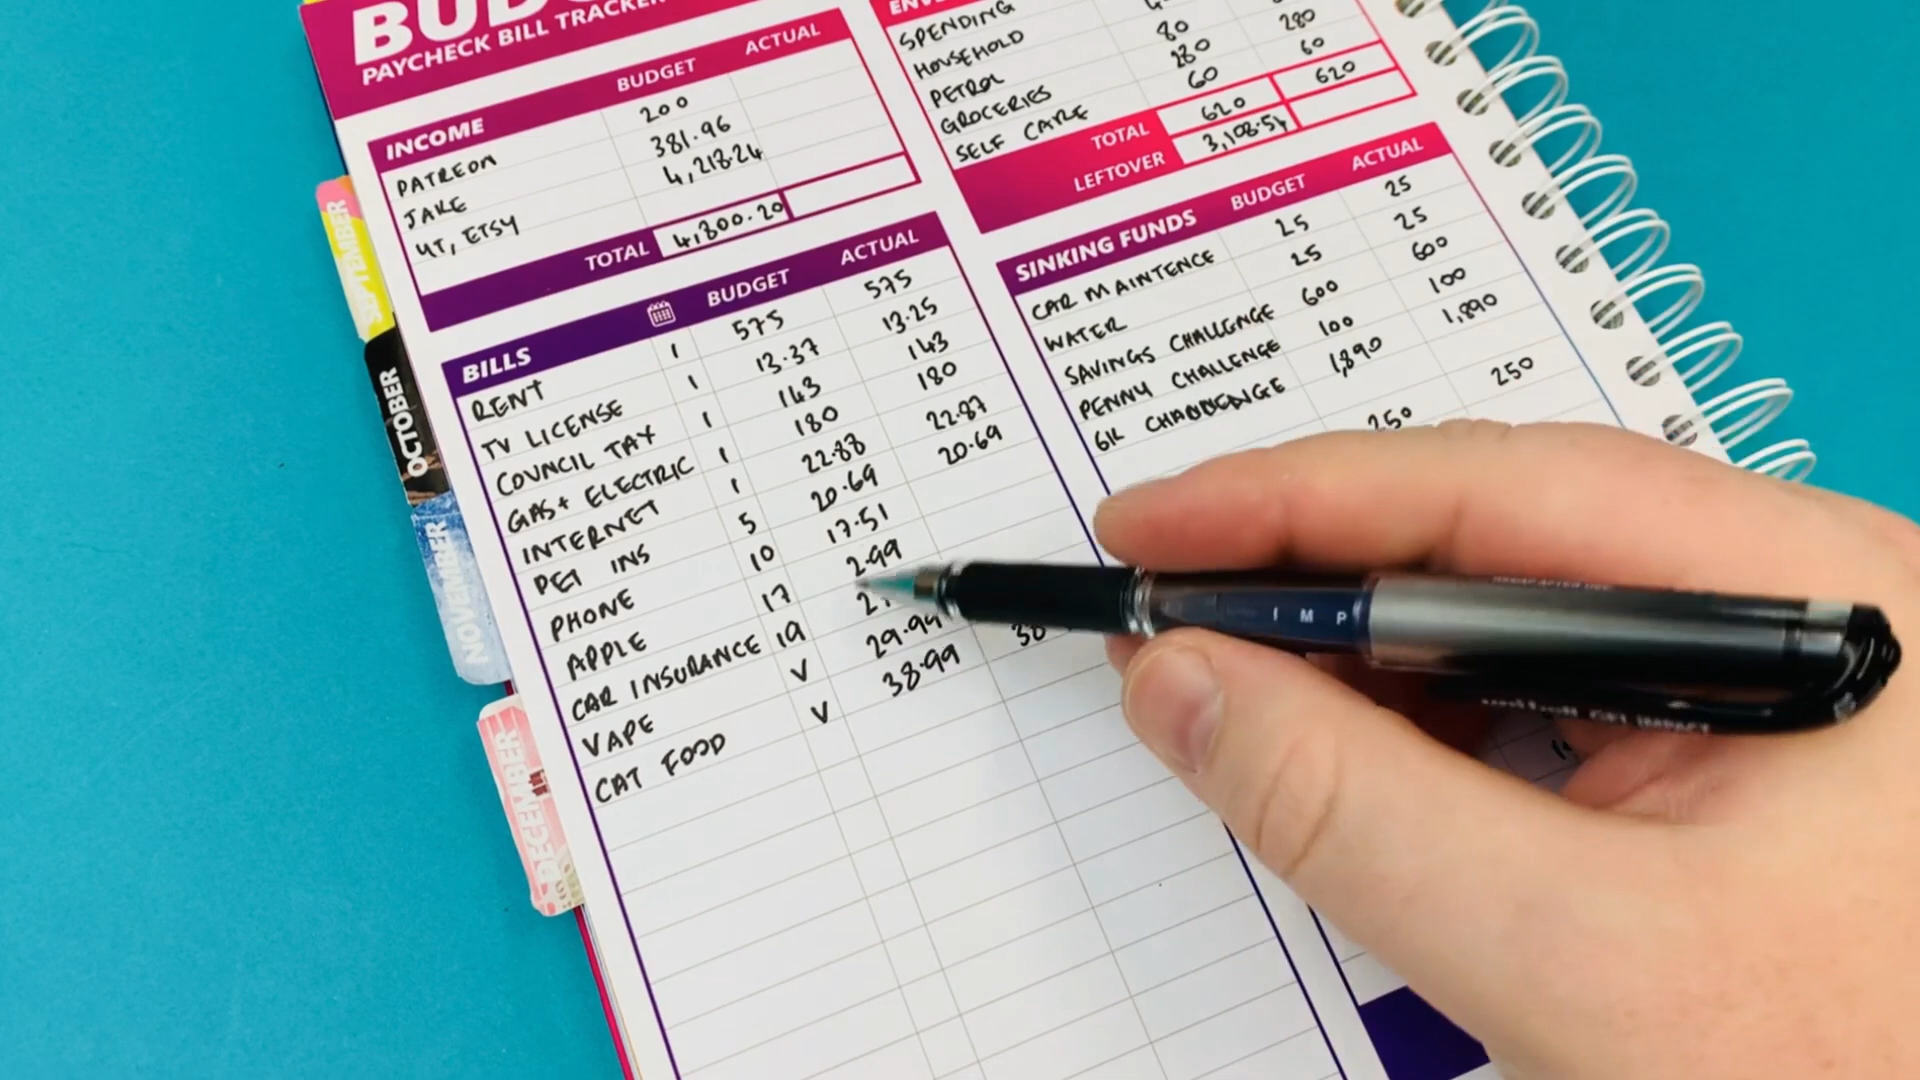 BUD
PAYCHECK BILL TRACKER
INCOME BUDGET ACTUAL
PATREON 200
JAKE 381.96
YT, ETSY 4,218.24
TOTAL 4,800.20
BILLS BUDGET ACTUAL
RENT 1 575 575
TV LICENSE 1 13.37 13.25
COUNCIL TAX 1 143 143
GAS+ ELECTRIC 1 180 180
INTERNET 1 22.88 22.87
PET INS 5 20.69 20.69
PHONE 10 17.51
APPLE 17 2.99
CAR INSURANCE 19
VAPE V 29.99
CAT FOOD V 38.99 38
SPENDING
HOUSEHOLD 80
PETROL 280 280
GROCERIES 60 60
SELF CARE
TOTAL 620 620
LEFTOVER 3,108.54
SINKING FUNDS BUDGET ACTUAL
CAR MAINTENCE 25 25
WATER 25 25
SAVINGS CHALLENGE 600 600
PENNY CHALLENGE 100 100
6K CHALLENGE 1,890 1,890
250 250
SEPTEMBER
OCTOBER
NOVEMBER
DECEMBER
I M P